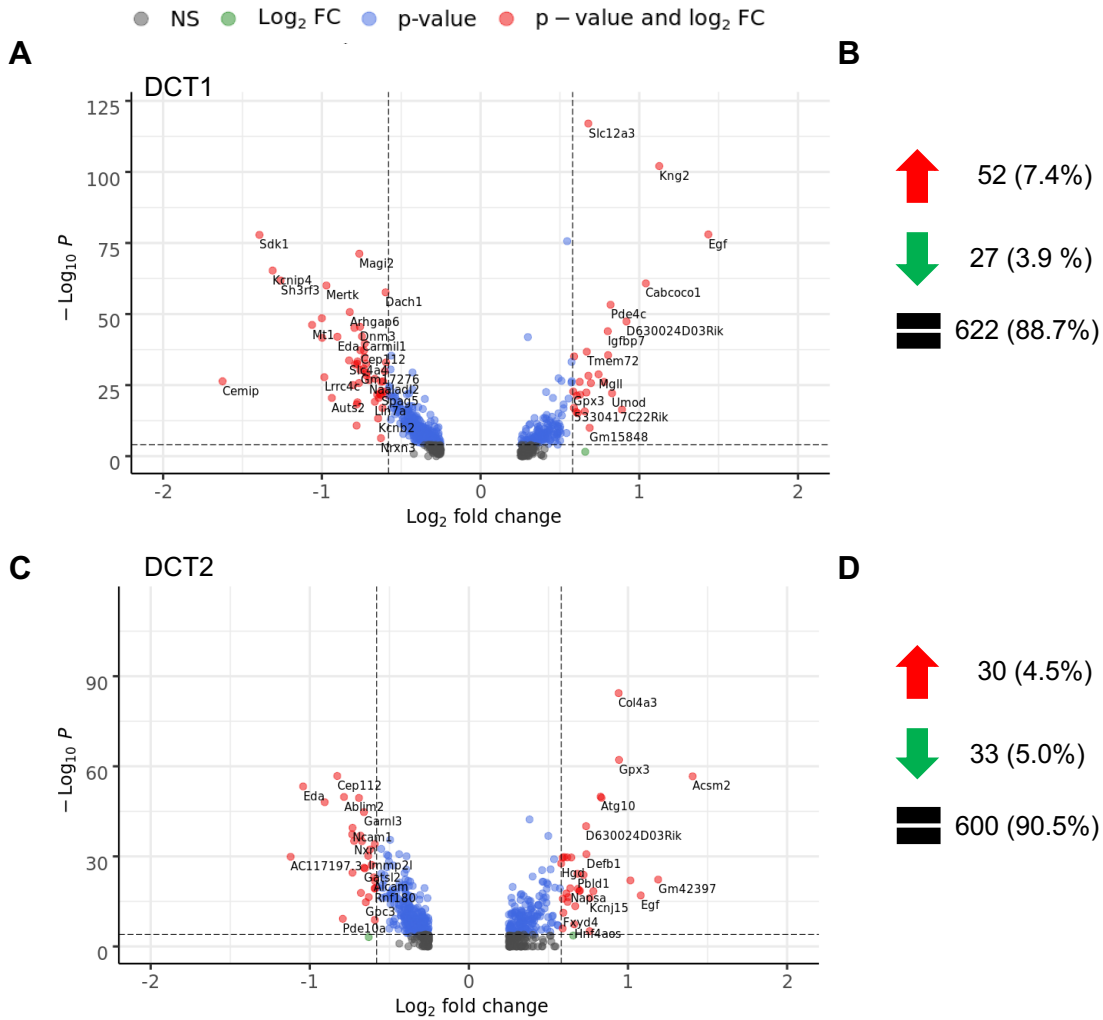 NS Log₂ FC p-value p − value and log₂ FC
A
B
DCT1
125
100
75
50
25
0
− Log₁₀ P
Slc12a3
Kng2
Sdk1
Egf
Magi2
Kcnip4
Sh3rf3
Mertk
Cabcoco1
Dach1
Pde4c
Arhgap6
D630024D03Rik
Mt1
Dnm3
Igfbp7
Eda
Carmil1
Cep112
Tmem72
Slc4a4
Gm17276
Mgll
Cemip
Lrrc4c
Naaladl2
Gpx3
Umod
Auts2
Spag5
Lin7a
5330417C22Rik
Kcnb2
Gm15848
Nrxn3
-2 -1 0 1 2
Log₂ fold change
52 (7.4%)
27 (3.9 %)
622 (88.7%)
C
D
DCT2
90
60
30
0
− Log₁₀ P
Col4a3
Gpx3
Cep112
Acsm2
Eda
Ablim2
Atg10
Garnl3
D630024D03Rik
Ncam1
Nxn
AC117197.3
Immp2l
Defb1
Gatsl2
Hgd
Alcam
Pbld1
Gm42397
Rnf180
Napsa
Kcnj15
Egf
Gbc3
Fxyd4
Pde10a
Hnf4aos
-2 -1 0 1 2
Log₂ fold change
30 (4.5%)
33 (5.0%)
600 (90.5%)